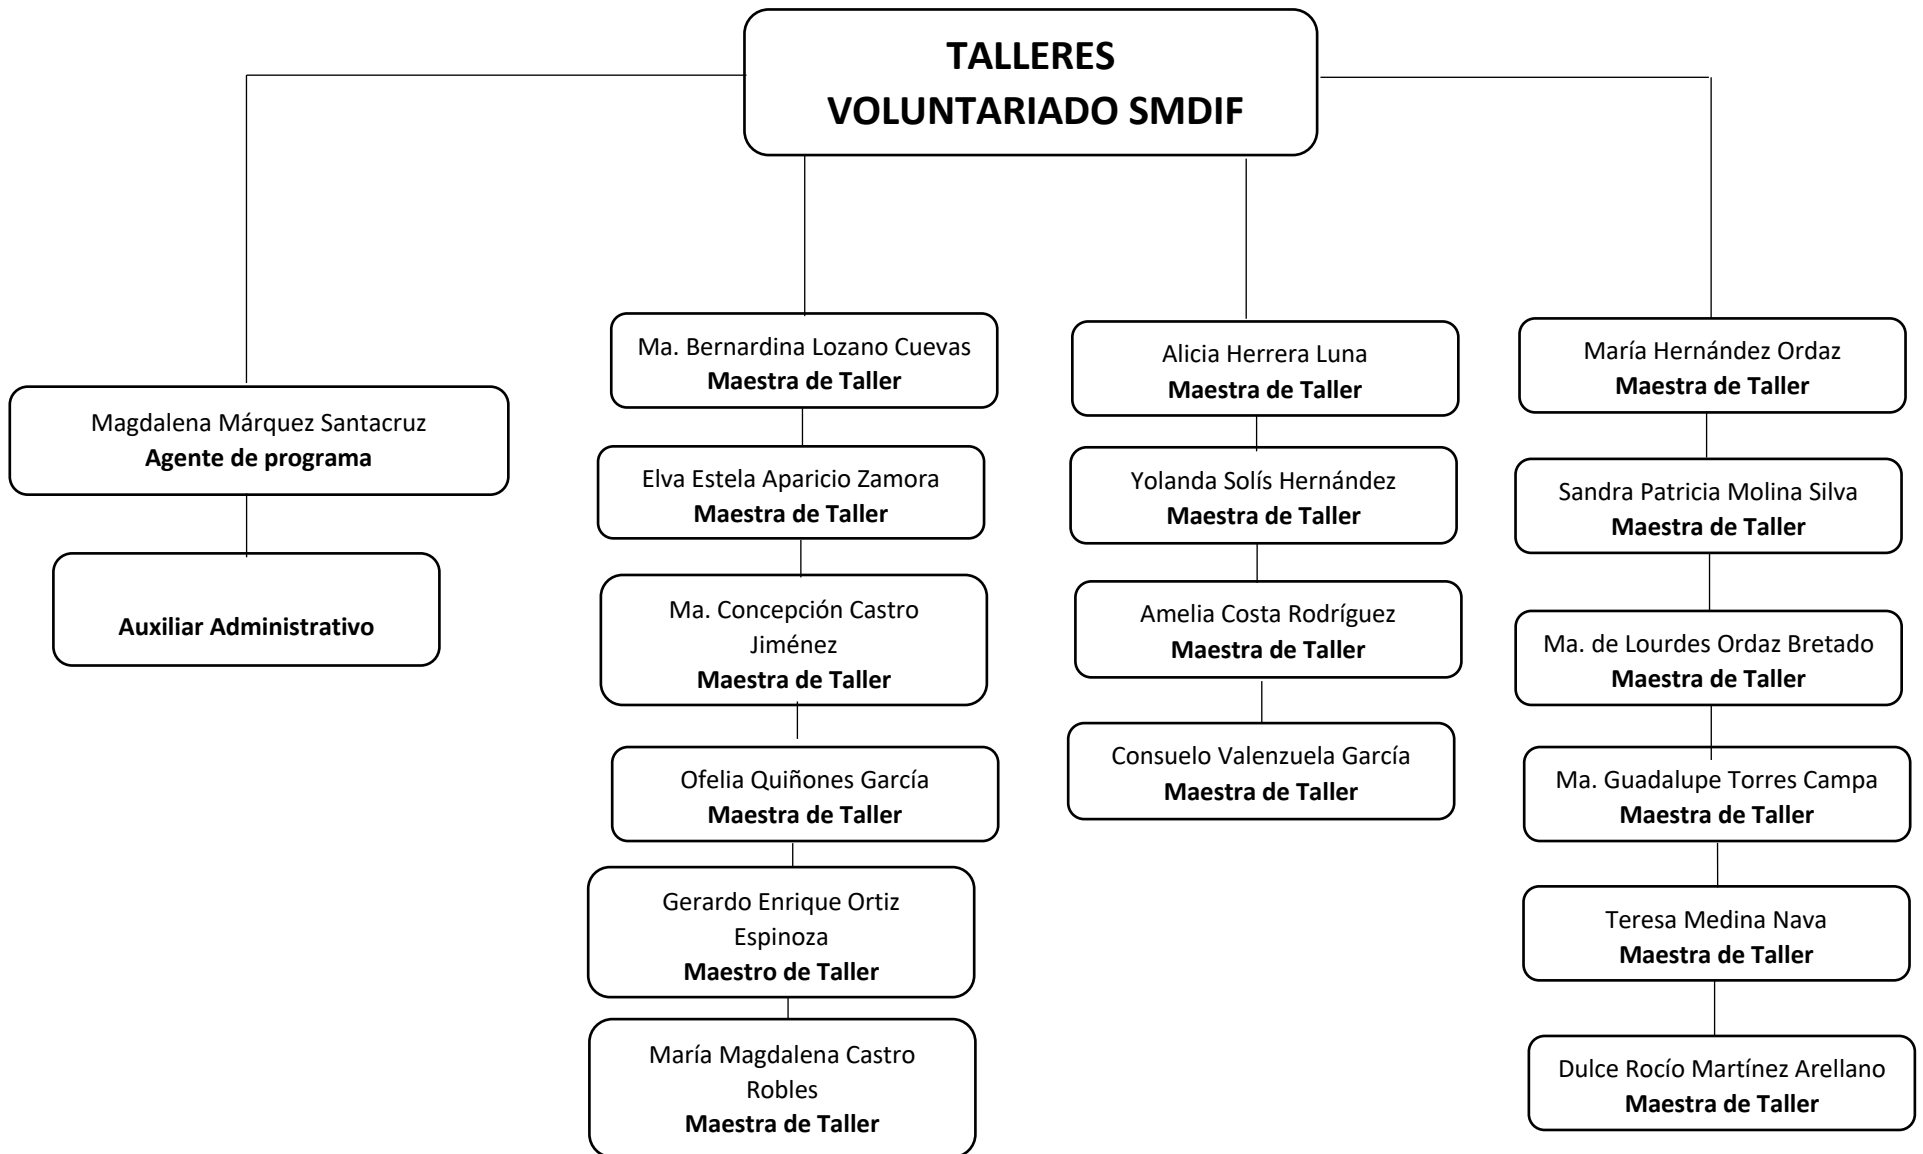 TALLERES
VOLUNTARIADO SMDIF
Magdalena Márquez Santacruz
Agente de programa
Auxiliar Administrativo
Ma. Bernardina Lozano Cuevas
Maestra de Taller
Elva Estela Aparicio Zamora
Maestra de Taller
Ma. Concepción Castro
Jiménez
Maestra de Taller
Ofelia Quiñones García
Maestra de Taller
Gerardo Enrique Ortiz
Espinoza
Maestro de Taller
María Magdalena Castro
Robles
Maestra de Taller
Alicia Herrera Luna
Maestra de Taller
Yolanda Solís Hernández
Maestra de Taller
Amelia Costa Rodríguez
Maestra de Taller
Consuelo Valenzuela García
Maestra de Taller
María Hernández Ordaz
Maestra de Taller
Sandra Patricia Molina Silva
Maestra de Taller
Ma. de Lourdes Ordaz Bretado
Maestra de Taller
Ma. Guadalupe Torres Campa
Maestra de Taller
Teresa Medina Nava
Maestra de Taller
Dulce Rocío Martínez Arellano
Maestra de Taller